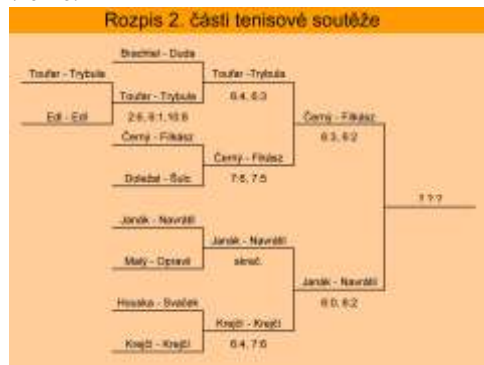 Rozpis 2. části tenisové soutěže
Brachtel - Duda
Toufar - Trybula
Toufar -Trybula
Toufar - Trybula
6:4, 6:3
Edl - Edl
2:6, 6:1, 10:8
Černý - Fikász
Černý - Fikász
6:3, 6:2
Černý - Fikász
Doležal - Šulc
7:6, 7:5
? ? ?
Janák - Navrátil
Janák - Navrátil
Malý - Opravil
skreč
Janák - Navrátil
6:0, 6:2
Houska - Svaček
Krejčí - Krejčí
Krejčí - Krejčí
6:4, 7:6